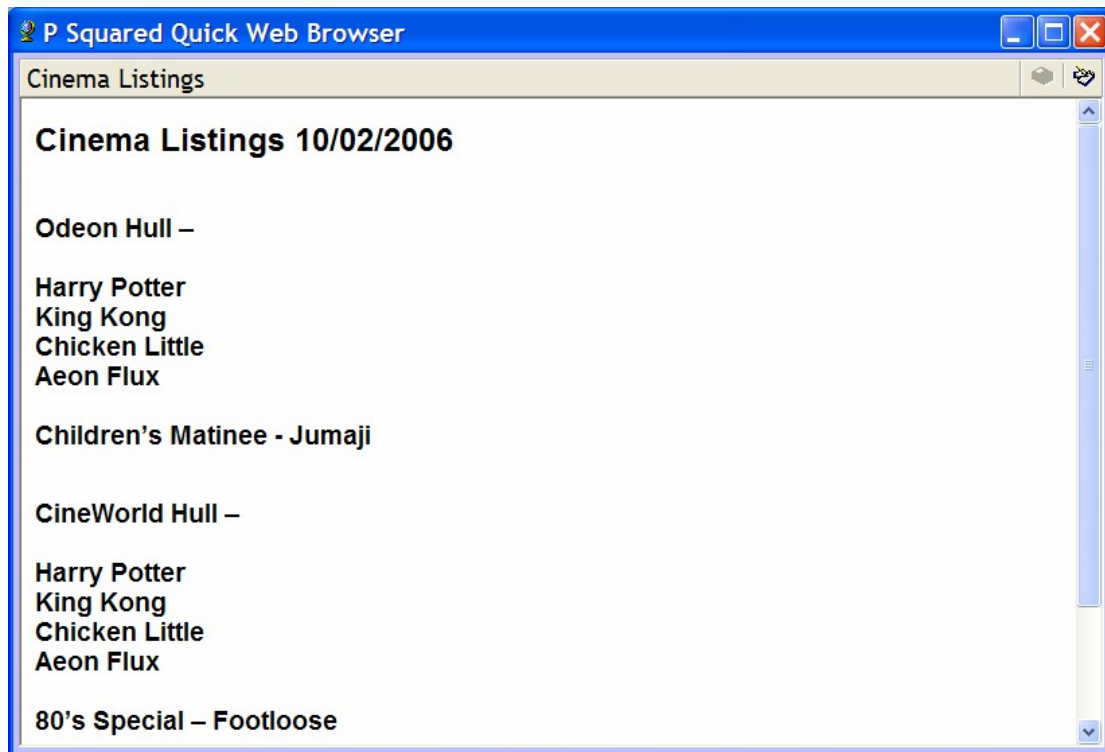 P Squared Quick Web Browser
Cinema Listings
Cinema Listings 10/02/2006
Odeon Hull –
Harry Potter
King Kong
Chicken Little
Aeon Flux
Children’s Matinee - Jumaji
CineWorld Hull –
Harry Potter
King Kong
Chicken Little
Aeon Flux
80’s Special – Footloose